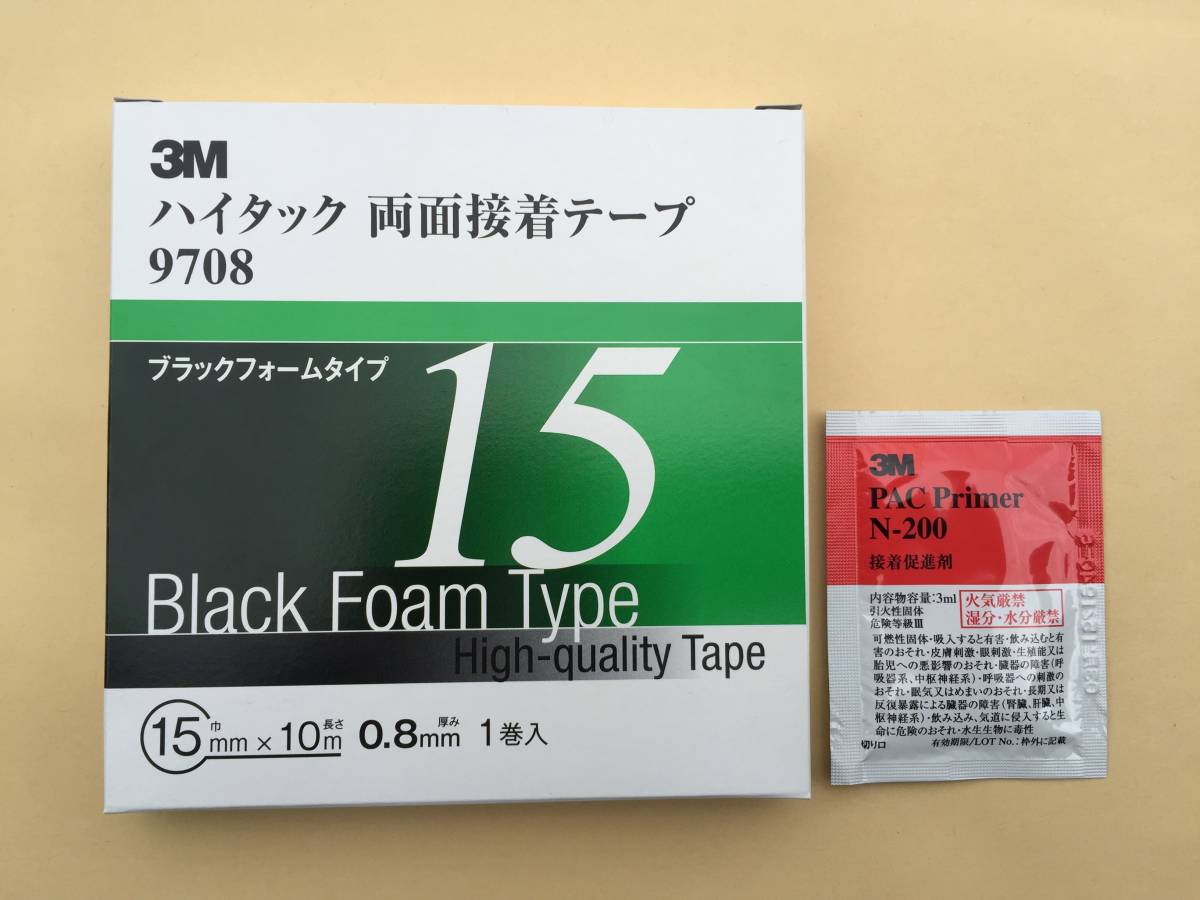 3M
ハイタック 両面接着テープ
9708
ブラックフォームタイプ
15
Black Foam Type
High-quality Tape
巾 長さ 厚み
15mm×10m 0.8mm 1巻入
3M
PAC Primer
N-200
接着促進剤
内容物容量:3ml
引火性固体
危険等級Ⅲ
火気厳禁
湿分・水分厳禁
可燃性固体・吸入すると有害・飲み込むと有
害のおそれ・皮膚刺激・眼刺激・生殖能又は
胎児への悪影響のおそれ・臓器の障害(呼
吸器系、中枢神経系)・呼吸器への刺激の
おそれ・眠気又はめまいのおそれ・長期又は
反復暴露による臓器の障害(腎臓、肝臓、中
枢神経系)・飲み込み、気道に侵入すると生
命に危険のおそれ・水生生物に毒性
切り口
有効期限/LOT No.:枠外に記載